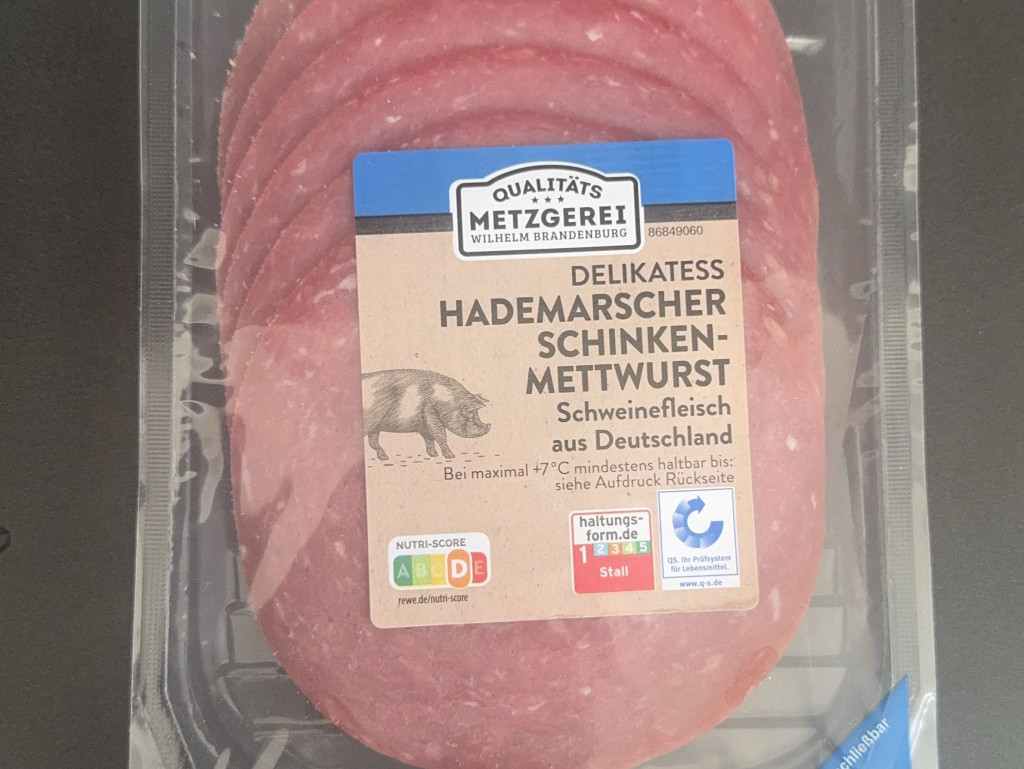 QUALITÄTS
METZGEREI
WILHELM BRANDENBURG
86849060
DELIKATESS
HADEMARSCHER
SCHINKEN-
METTWURST
Schweinefleisch
aus Deutschland
Bei maximal +7°C mindestens haltbar bis:
siehe Aufdruck Rückseite
NUTRI-SCORE
A B C D E
rewe.de/nutri-score
haltungs-
form.de
1 2 3 4 5
Stall
QS. Ihr Prüfsystem
für Lebensmittel.
www.q-s.de
chließbar